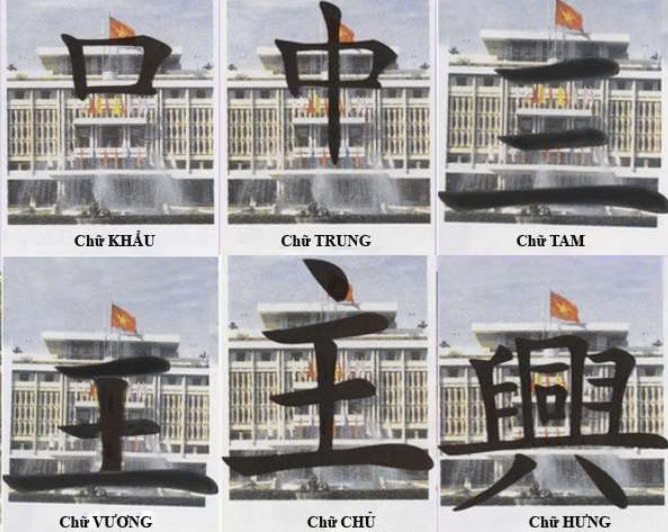 口 中 三
Chữ KHẨU Chữ TRUNG Chữ TAM
王 主 興
Chữ VƯƠNG Chữ CHỦ Chữ HƯNG